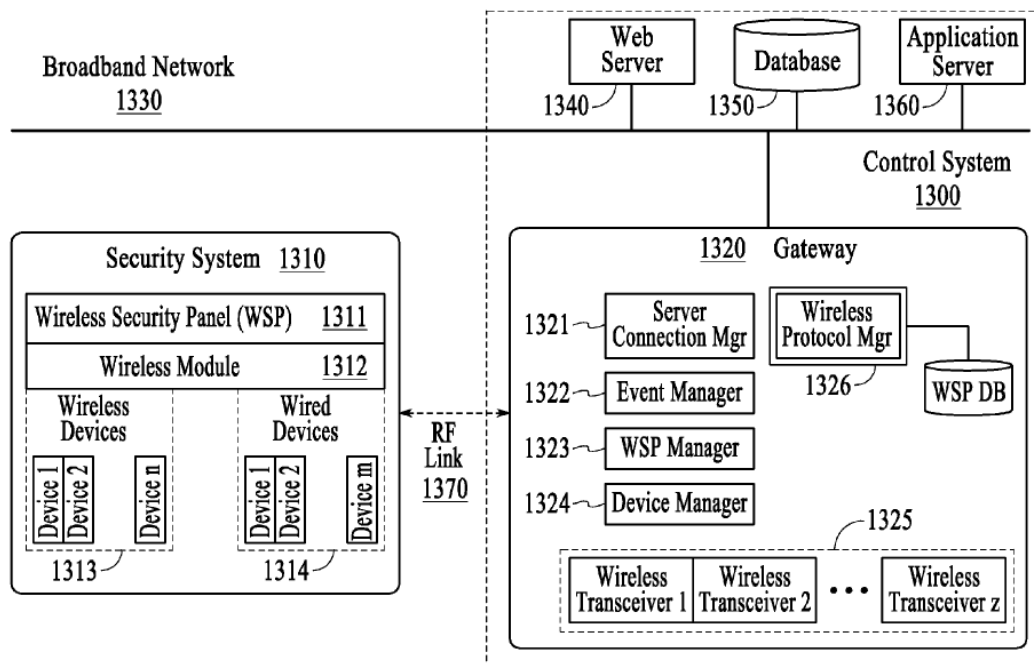 Broadband Network
1330
Web
Server
1340
Database
1350
Application
Server
1360
Control System
1300
Security System 1310
Wireless Security Panel (WSP) 1311
Wireless Module 1312
Wireless
Devices
Device 1
Device 2
Device n
1313
Wired
Devices
Device 1
Device 2
Device m
1314
RF
Link
1370
1320 Gateway
1321
Server
Connection Mgr
Wireless
Protocol Mgr
1326
WSP DB
1322
Event Manager
1323
WSP Manager
1324
Device Manager
1325
Wireless
Transceiver 1
Wireless
Transceiver 2
•••
Wireless
Transceiver z